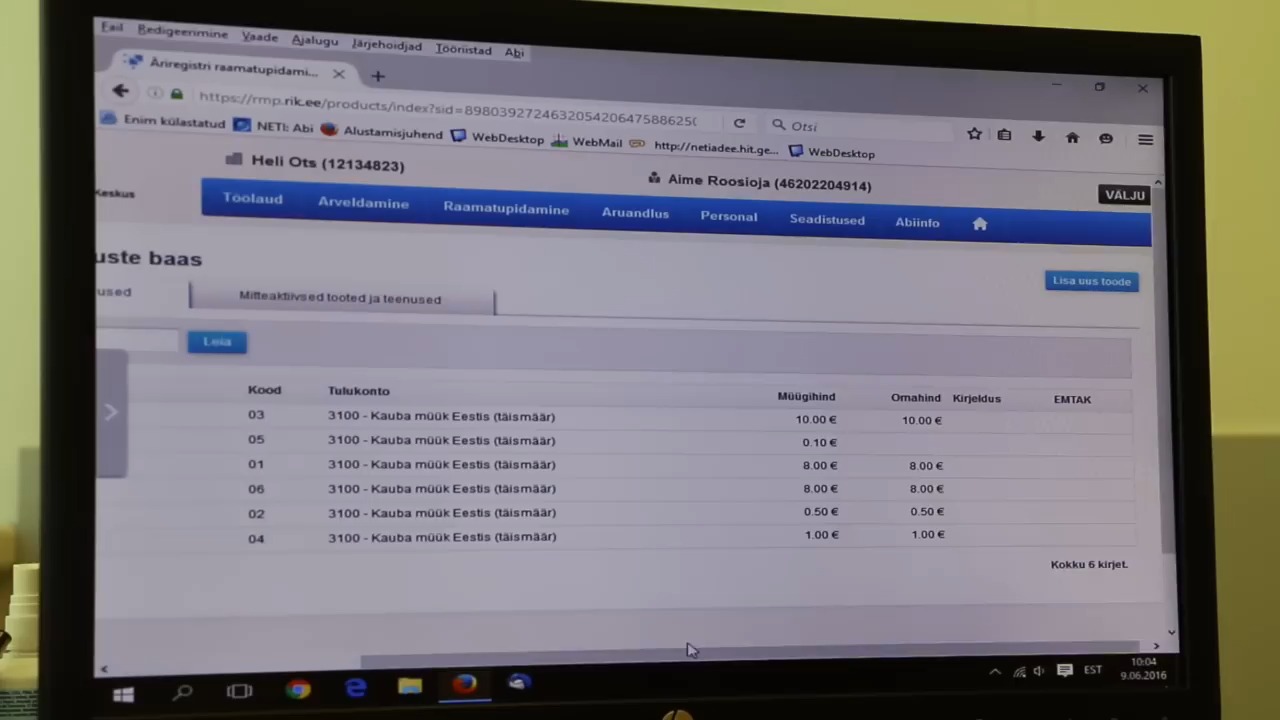 Fail Redigeerimine Vaade Ajalugu Järjehoidjad Tööriistad Abi
Äriregistri raamatupidami...
https://rmp.rik.ee/products/index?sid=8980392724632054206475886250
Otsi
Enim külastatud NETI: Abi Alustamisjuhend WebDesktop WebMail http://netiadee.hit.ge... WebDesktop
Heli Ots (12134823) Aime Roosioja (46202204914)
VÄLJU
keskus
Töölaud Arveldamine Raamatupidamine Aruandlus Personal Seadistused Abiinfo
uste baas
Lisa uus toode
used Mitteaktiivsed tooted ja teenused
Leia
Kood Tulukonto Müügihind Omahind Kirjeldus EMTAK
03 3100 - Kauba müük Eestis (täismäär) 10.00 € 10.00 €
05 3100 - Kauba müük Eestis (täismäär) 0.10 €
01 3100 - Kauba müük Eestis (täismäär) 8.00 € 8.00 €
06 3100 - Kauba müük Eestis (täismäär) 8.00 € 8.00 €
02 3100 - Kauba müük Eestis (täismäär) 0.50 € 0.50 €
04 3100 - Kauba müük Eestis (täismäär) 1.00 € 1.00 €
Kokku 6 kirjet.
EST
10:04
9.06.2016